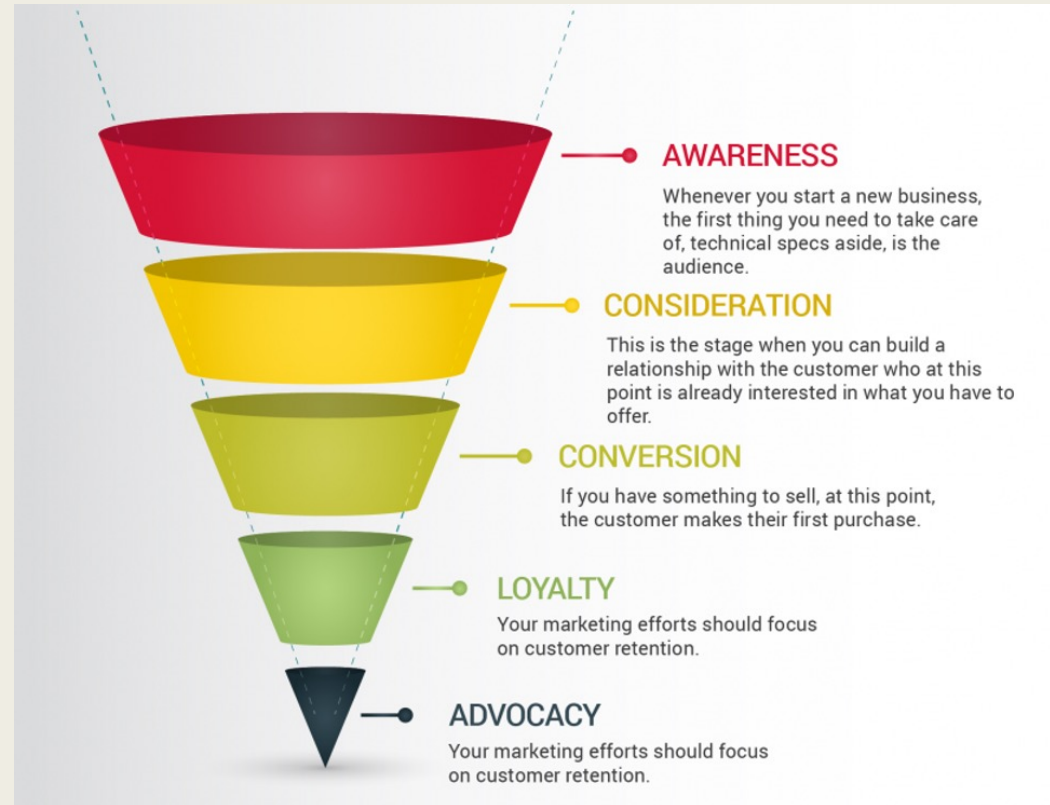 AWARENESS
Whenever you start a new business,
the first thing you need to take care
of, technical specs aside, is the
audience.
CONSIDERATION
This is the stage when you can build a
relationship with the customer who at this
point is already interested in what you have to
offer.
CONVERSION
If you have something to sell, at this point,
the customer makes their first purchase.
LOYALTY
Your marketing efforts should focus
on customer retention.
ADVOCACY
Your marketing efforts should focus
on customer retention.